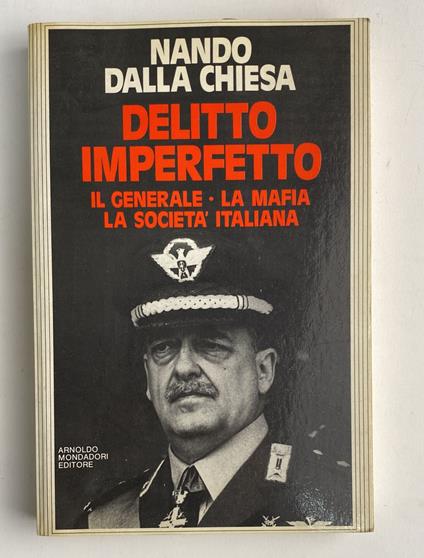 NANDO
DALLA CHIESA
DELITTO
IMPERFETTO
IL GENERALE • LA MAFIA
LA SOCIETA' ITALIANA
ARNOLDO
MONDADORI
EDITORE